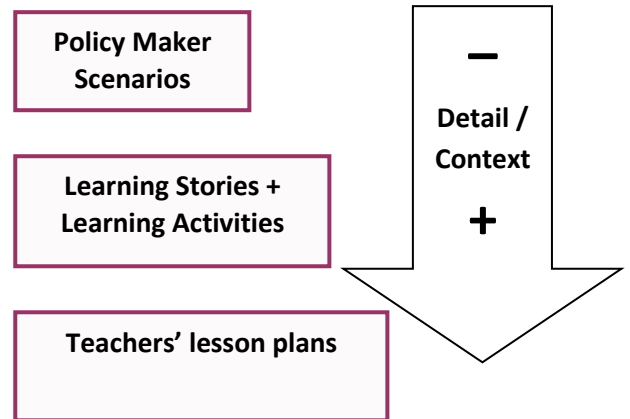 Policy Maker
Scenarios
Learning Stories +
Learning Activities
Teachers’ lesson plans
–
Detail /
Context
+